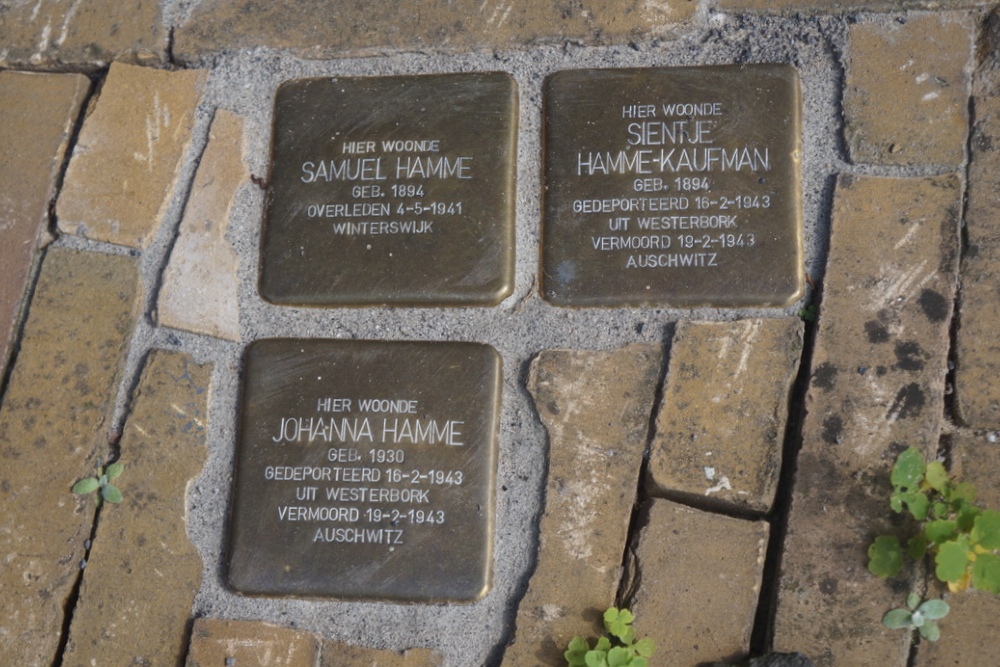 HIER WOONDE
SAMUEL HAMME
GEB. 1894
OVERLEDEN 4-5-1941
WINTERSWIJK
HIER WOONDE
SIENTJE
HAMME-KAUFMAN
GEB. 1894
GEDEPORTEERD 16-2-1943
UIT WESTERBORK
VERMOORD 19-2-1943
AUSCHWITZ
HIER WOONDE
JOHANNA HAMME
GEB. 1930
GEDEPORTEERD 16-2-1943
UIT WESTERBORK
VERMOORD 19-2-1943
AUSCHWITZ